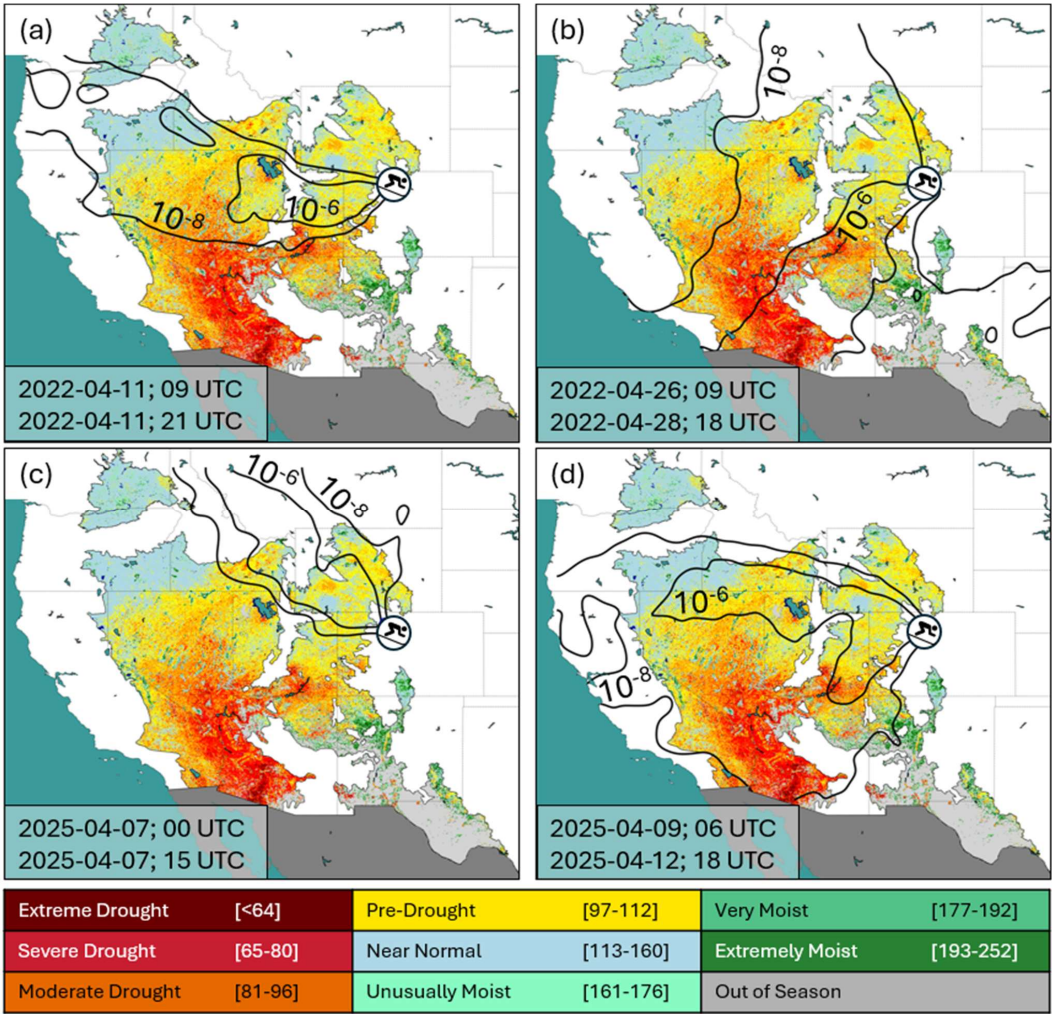 (a)
10-8
10-6
2022-04-11; 09 UTC
2022-04-11; 21 UTC
(b)
10-8
10-6
2022-04-26; 09 UTC
2022-04-28; 18 UTC
(c)
10-6
10-8
2025-04-07; 00 UTC
2025-04-07; 15 UTC
(d)
10-6
10-8
2025-04-09; 06 UTC
2025-04-12; 18 UTC
Extreme Drought [<64] Pre-Drought [97-112] Very Moist [177-192]
Severe Drought [65-80] Near Normal [113-160] Extremely Moist [193-252]
Moderate Drought [81-96] Unusually Moist [161-176] Out of Season